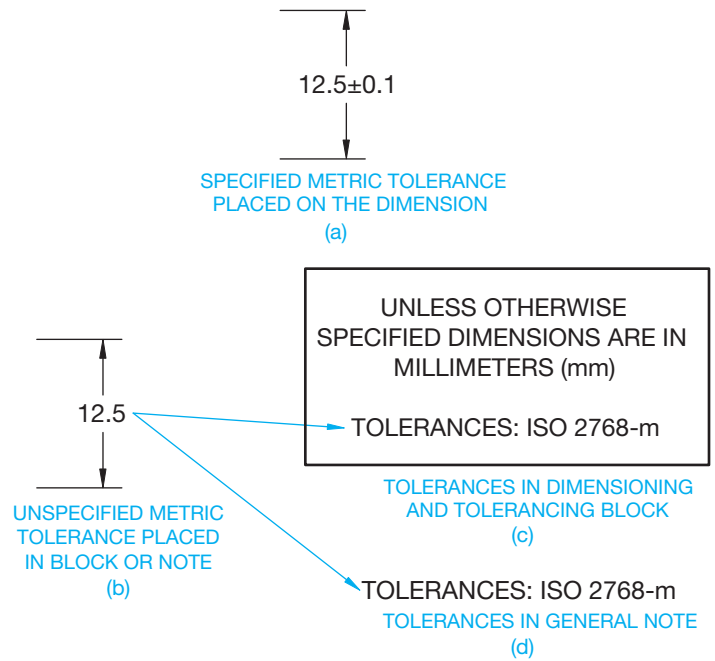 12.5±0.1
SPECIFIED METRIC TOLERANCE
PLACED ON THE DIMENSION
(a)
UNLESS OTHERWISE
SPECIFIED DIMENSIONS ARE IN
MILLIMETERS (mm)
TOLERANCES: ISO 2768-m
TOLERANCES IN DIMENSIONING
AND TOLERANCING BLOCK
(c)
12.5
UNSPECIFIED METRIC
TOLERANCE PLACED
IN BLOCK OR NOTE
(b)
TOLERANCES: ISO 2768-m
TOLERANCES IN GENERAL NOTE
(d)